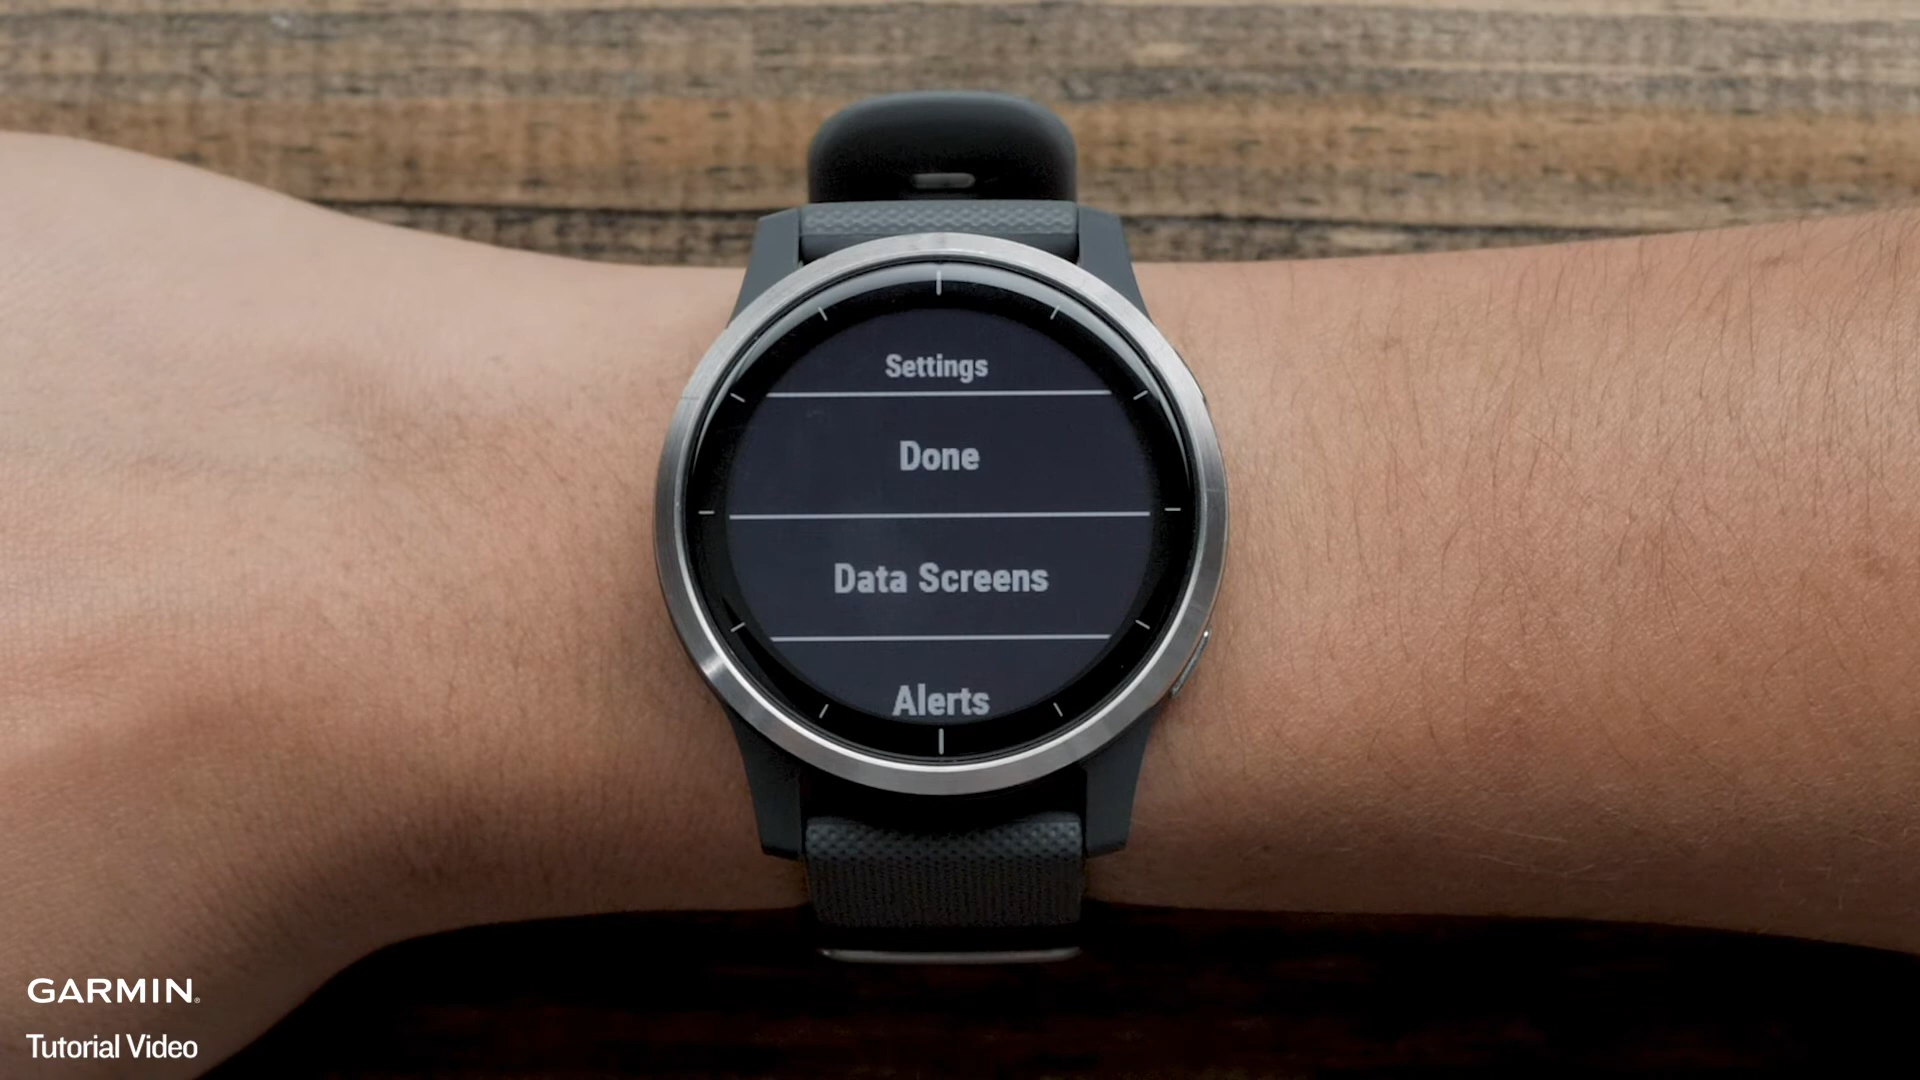 Settings
Done
Data Screens
Alerts
GARMIN®
Tutorial Video